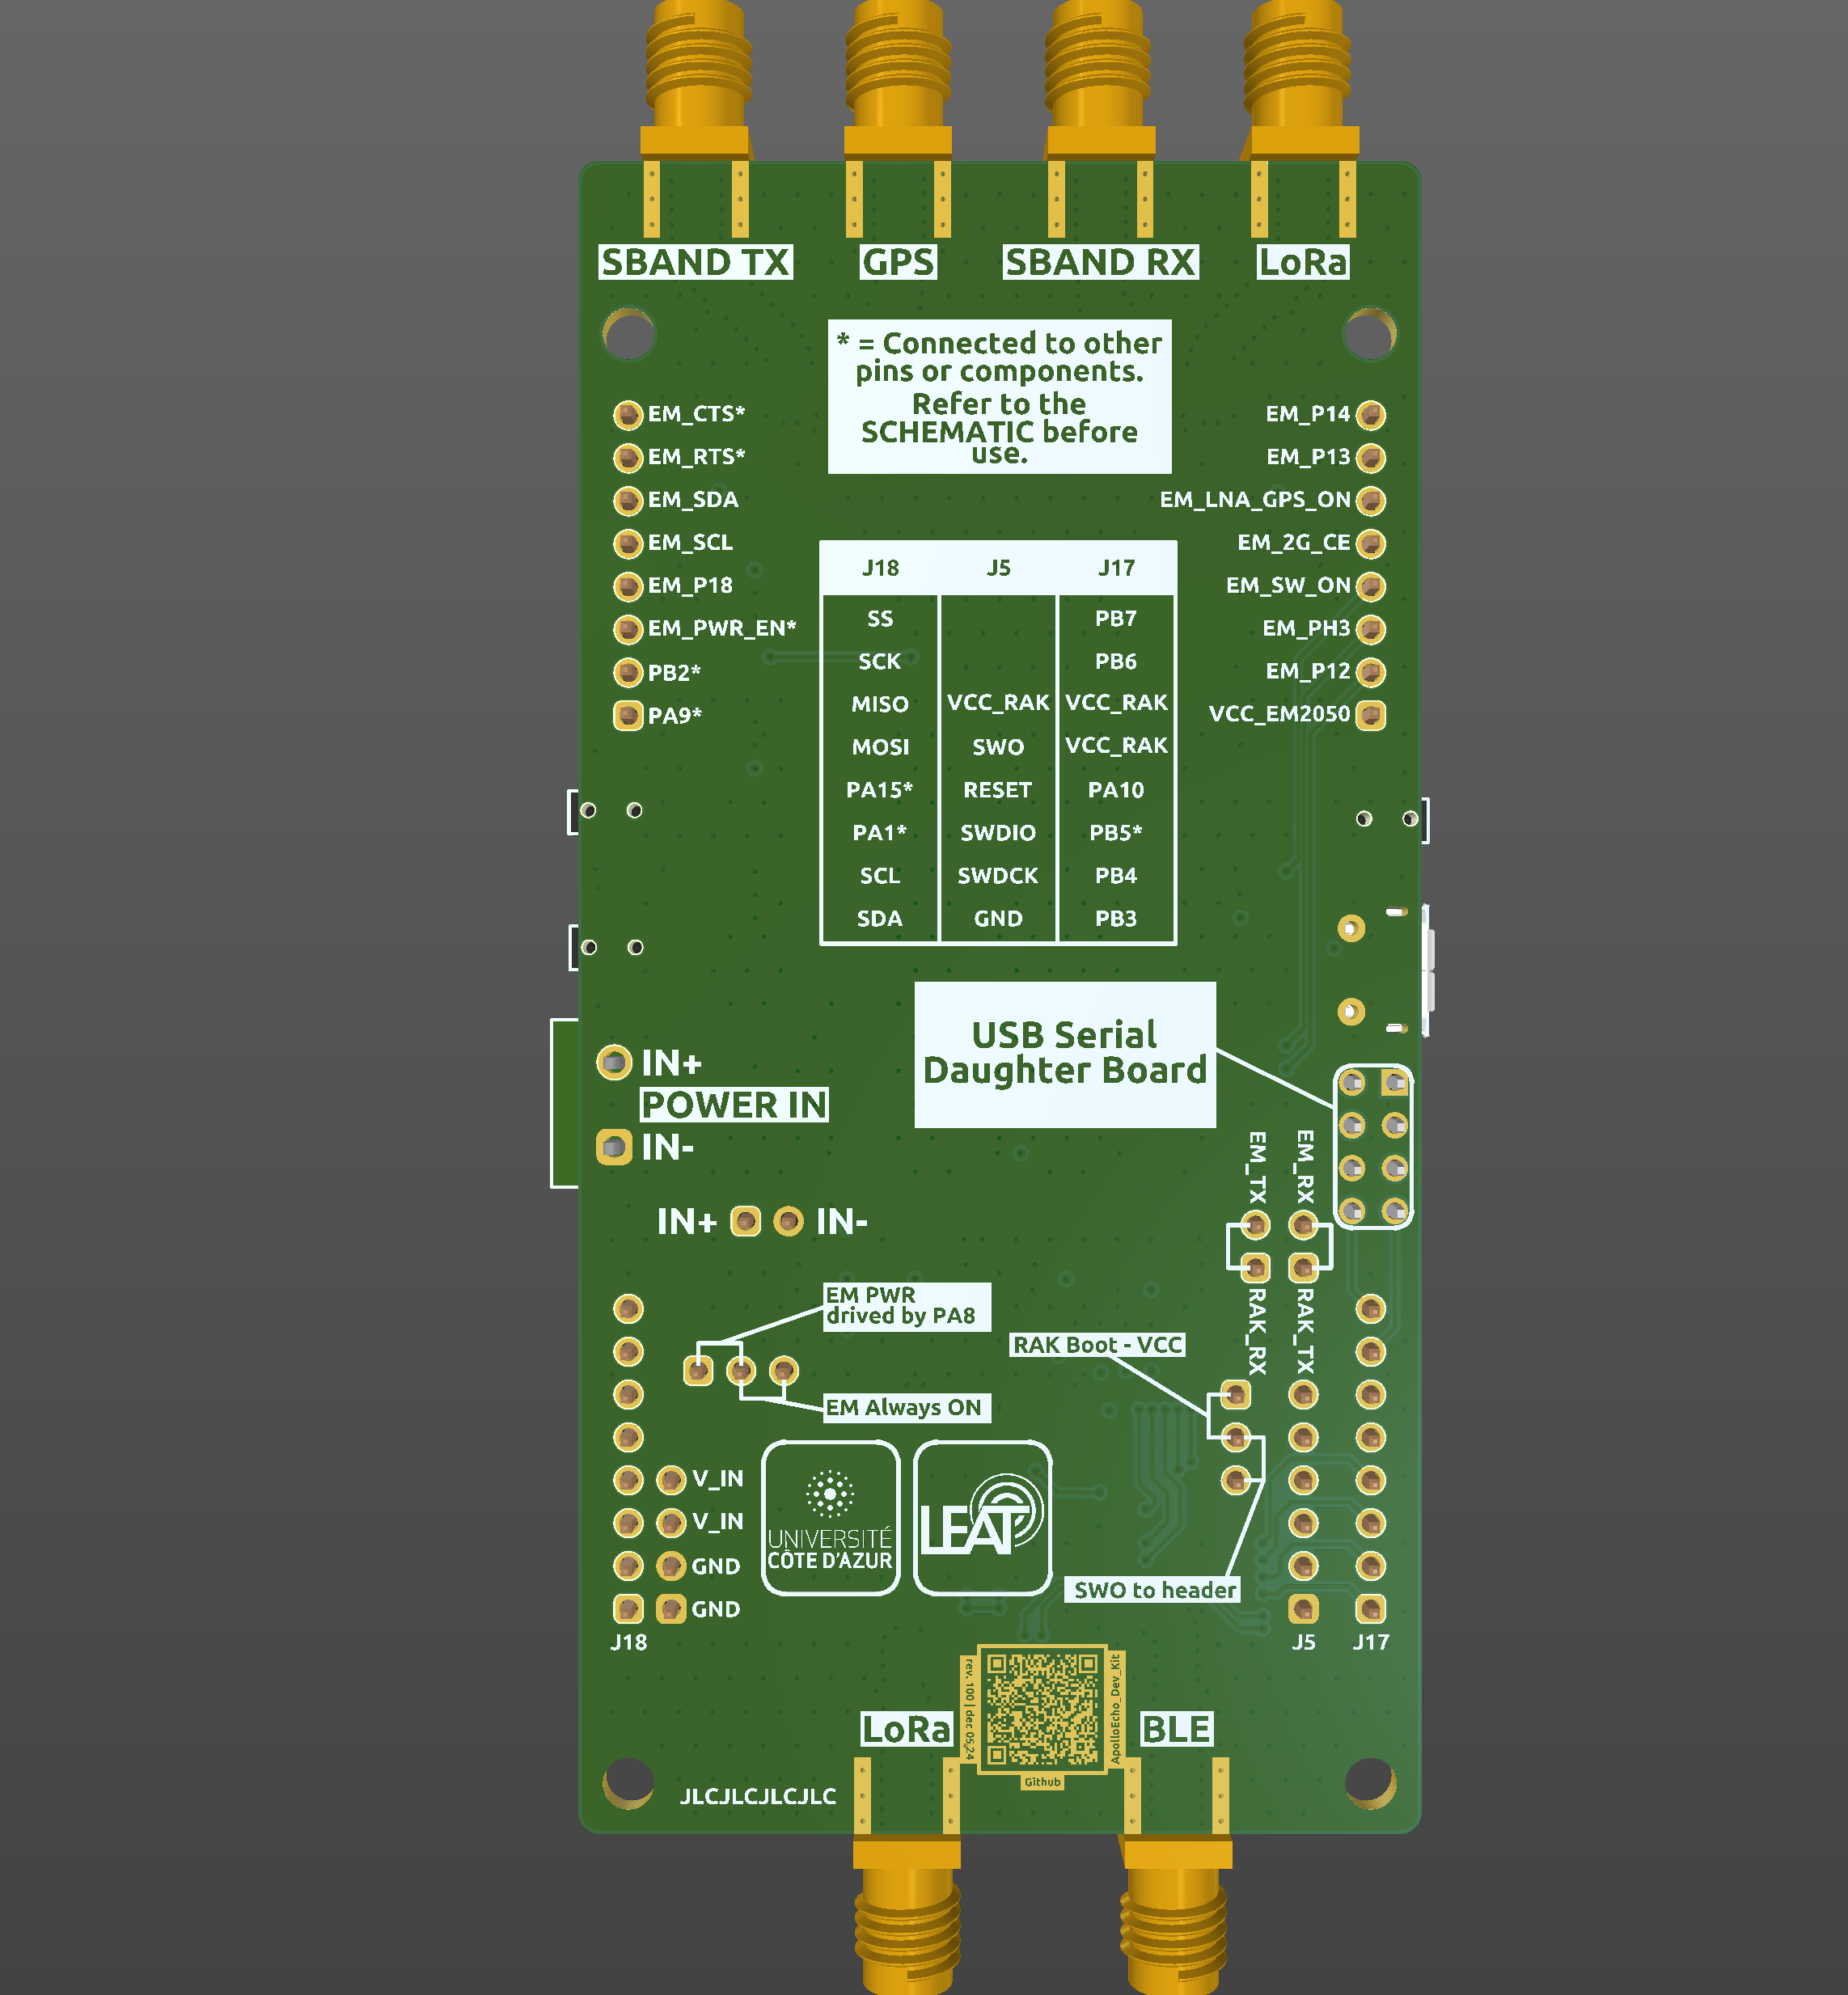 SBAND TX
GPS
SBAND RX
LoRa
* = Connected to other
pins or components.
Refer to the
SCHEMATIC before
use.
EM_CTS*
EM_RTS*
EM_SDA
EM_SCL
EM_P18
EM_PWR_EN*
PB2*
PA9*
EM_P14
EM_P13
EM_LNA_GPS_ON
EM_2G_CE
EM_SW_ON
EM_PH3
EM_P12
VCC_EM2050
J18 J5 J17
SS PB7
SCK PB6
MISO VCC_RAK VCC_RAK
MOSI SWO VCC_RAK
PA15* RESET PA10
PA1* SWDIO PB5*
SCL SWDCK PB4
SDA GND PB3
USB Serial
Daughter Board
IN+
POWER IN
IN-
IN+ IN-
EM_TX
EM_RX
RAK_RX
RAK_TX
EM PWR
drived by PA8
RAK Boot - VCC
EM Always ON
V_IN
V_IN
GND
GND
UNIVERSITÉ
CÔTE D'AZUR
LEAT
SWO to header
J18
J5
J17
rev. 100 | dec 05,24
ApolloEcho_Dev_Kit
Github
LoRa
BLE
JLCJLCJLCJLC